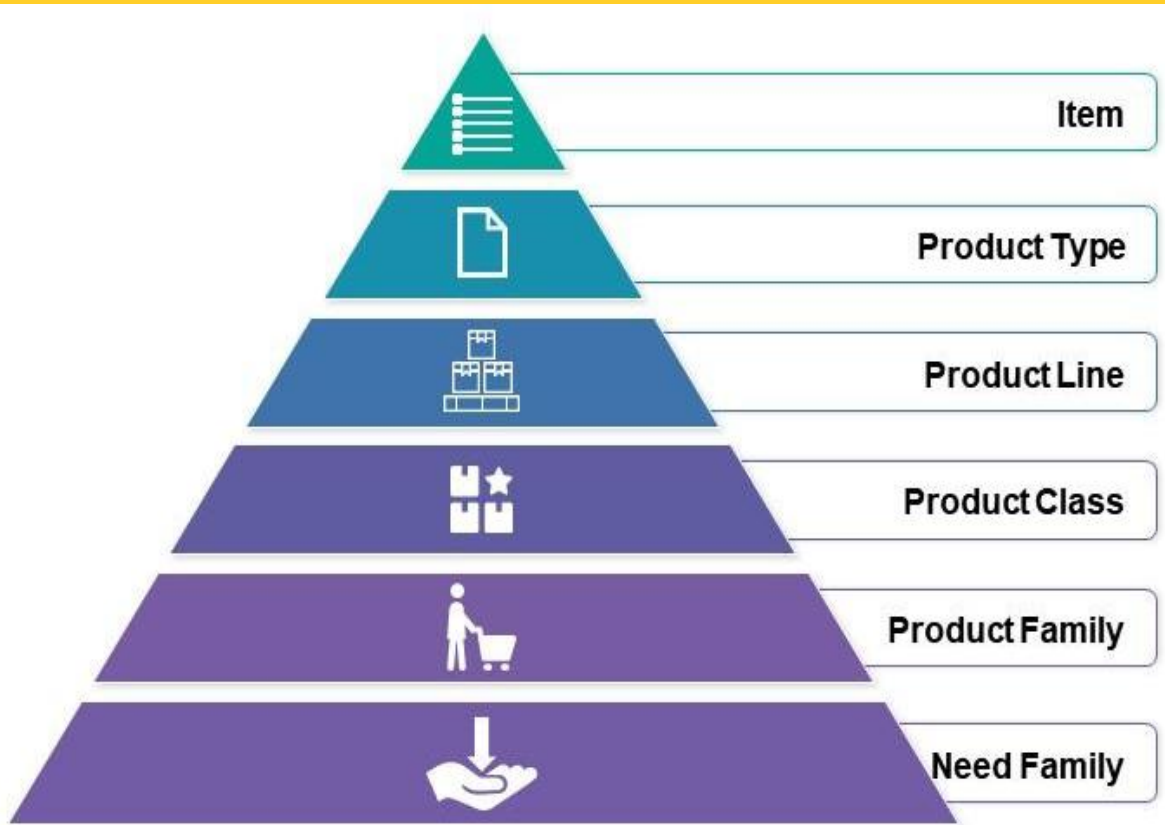 Item
Product Type
Product Line
Product Class
Product Family
Need Family